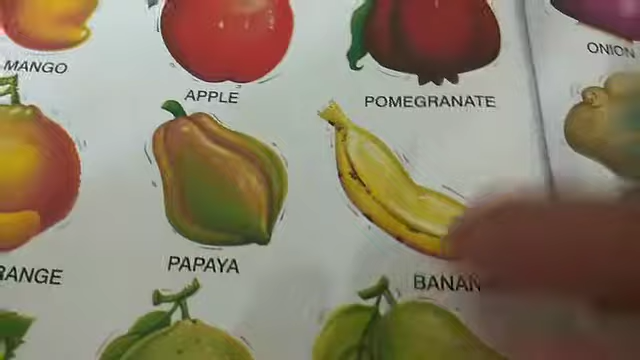 MANGO
APPLE
POMEGRANATE
ONION
RANGE
PAPAYA
BANAN